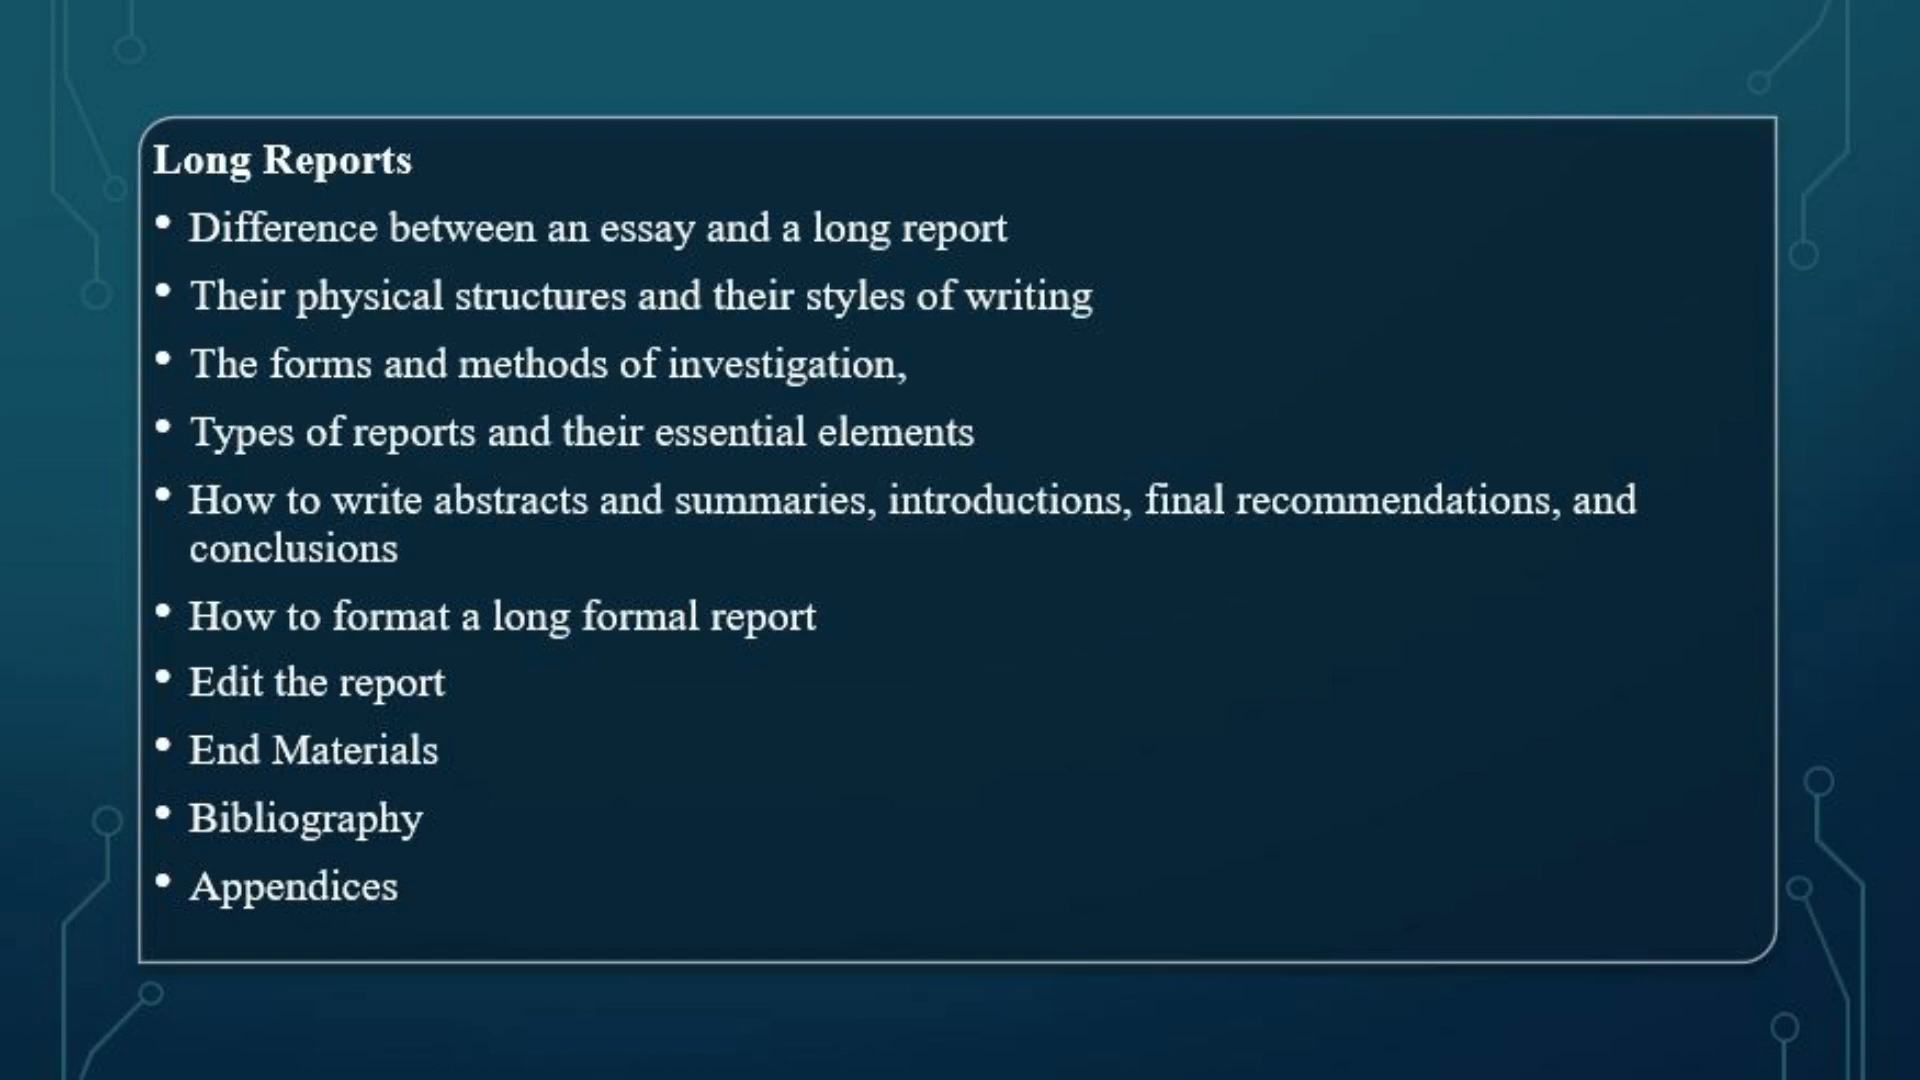 Long Reports
• Difference between an essay and a long report
• Their physical structures and their styles of writing
• The forms and methods of investigation,
• Types of reports and their essential elements
• How to write abstracts and summaries, introductions, final recommendations, and
conclusions
• How to format a long formal report
• Edit the report
• End Materials
• Bibliography
• Appendices